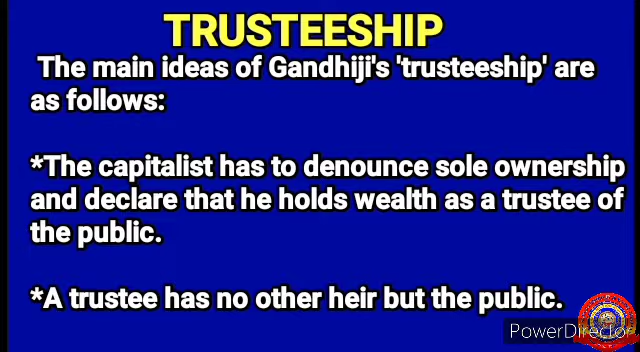 TRUSTEESHIP
The main ideas of Gandhiji's 'trusteeship' are
as follows:
*The capitalist has to denounce sole ownership
and declare that he holds wealth as a trustee of
the public.
*A trustee has no other heir but the public.
PowerDirector